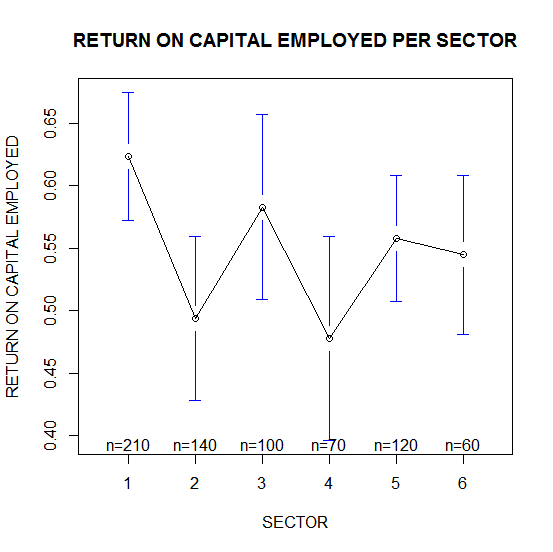 RETURN ON CAPITAL EMPLOYED PER SECTOR
RETURN ON CAPITAL EMPLOYED
0.65
0.60
0.55
0.50
0.45
0.40
n=210 n=140 n=100 n=70 n=120 n=60
1 2 3 4 5 6
SECTOR